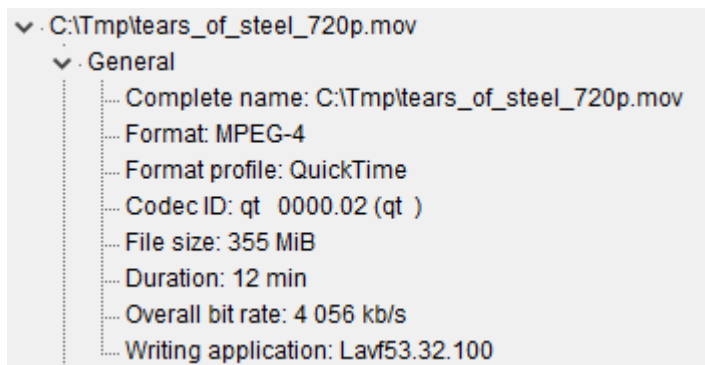 C:\Tmp\tears_of_steel_720p.mov
General
Complete name: C:\Tmp\tears_of_steel_720p.mov
Format: MPEG-4
Format profile: QuickTime
Codec ID: qt   0000.02 (qt  )
File size: 355 MiB
Duration: 12 min
Overall bit rate: 4 056 kb/s
Writing application: Lavf53.32.100